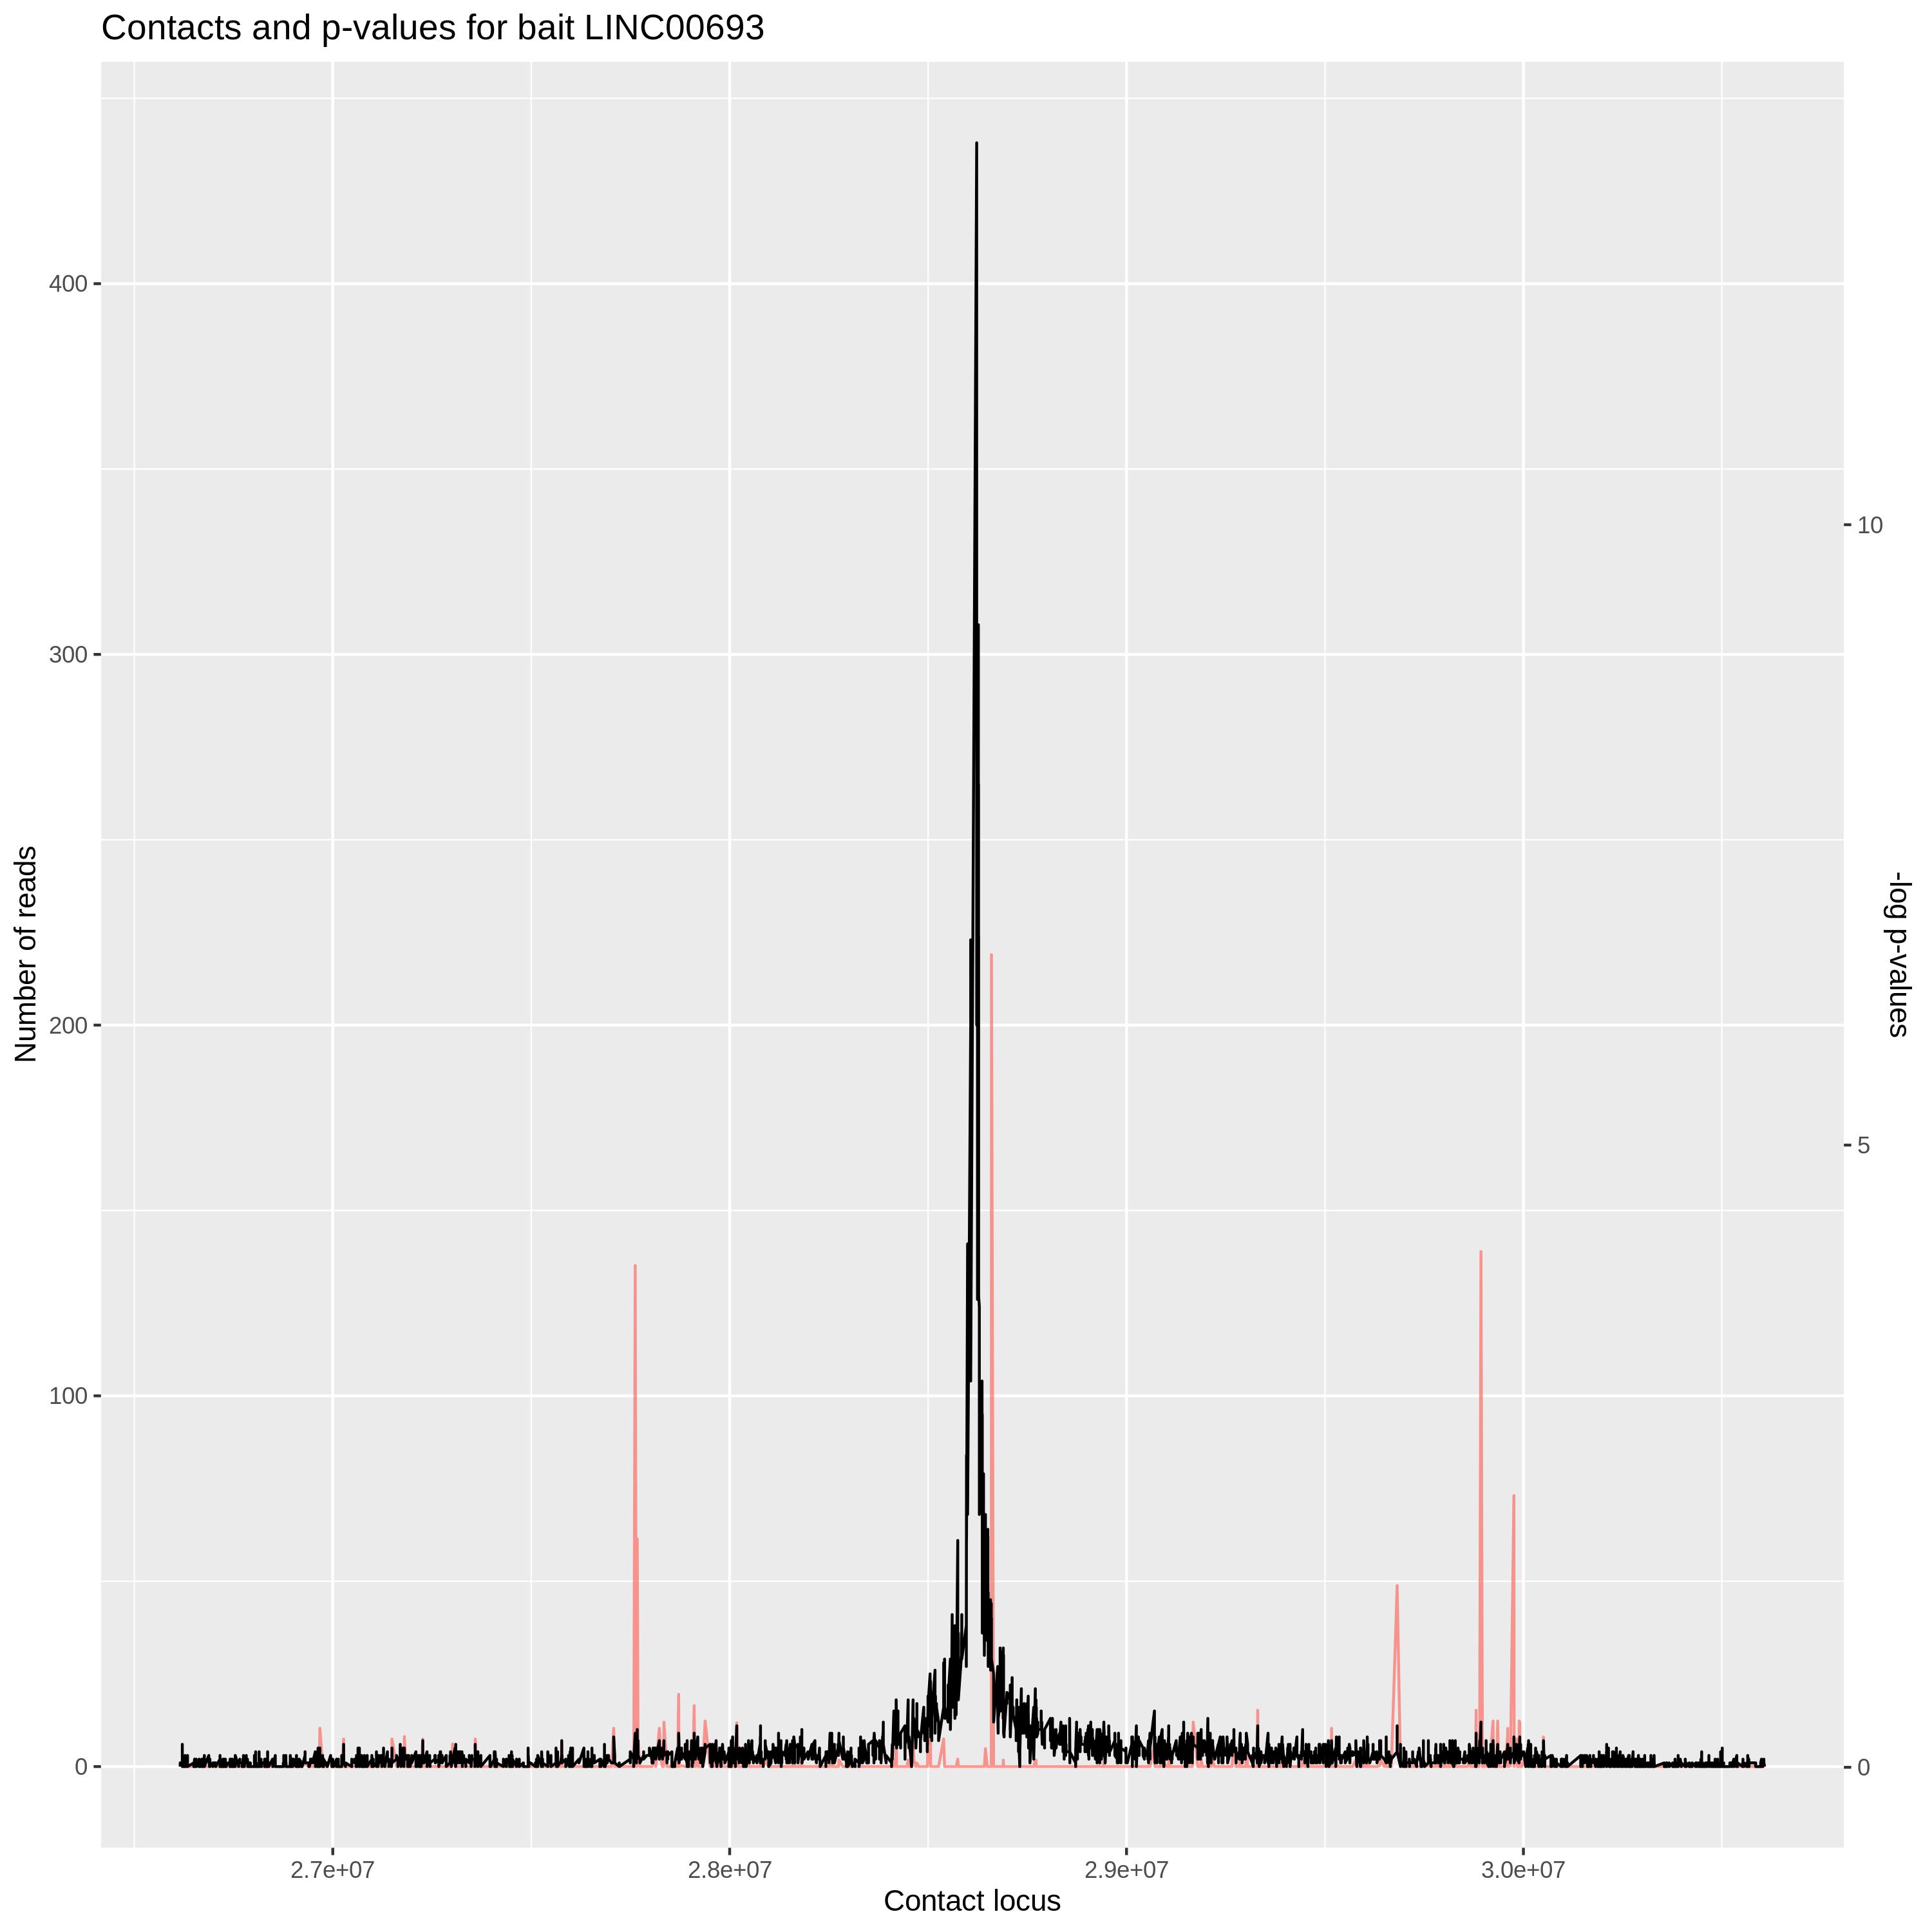 Contacts and p-values for bait LINC00693
Number of reads
400
300
200
100
0
10
5
0
-log p-values
2.7e+07
2.8e+07
2.9e+07
3.0e+07
Contact locus